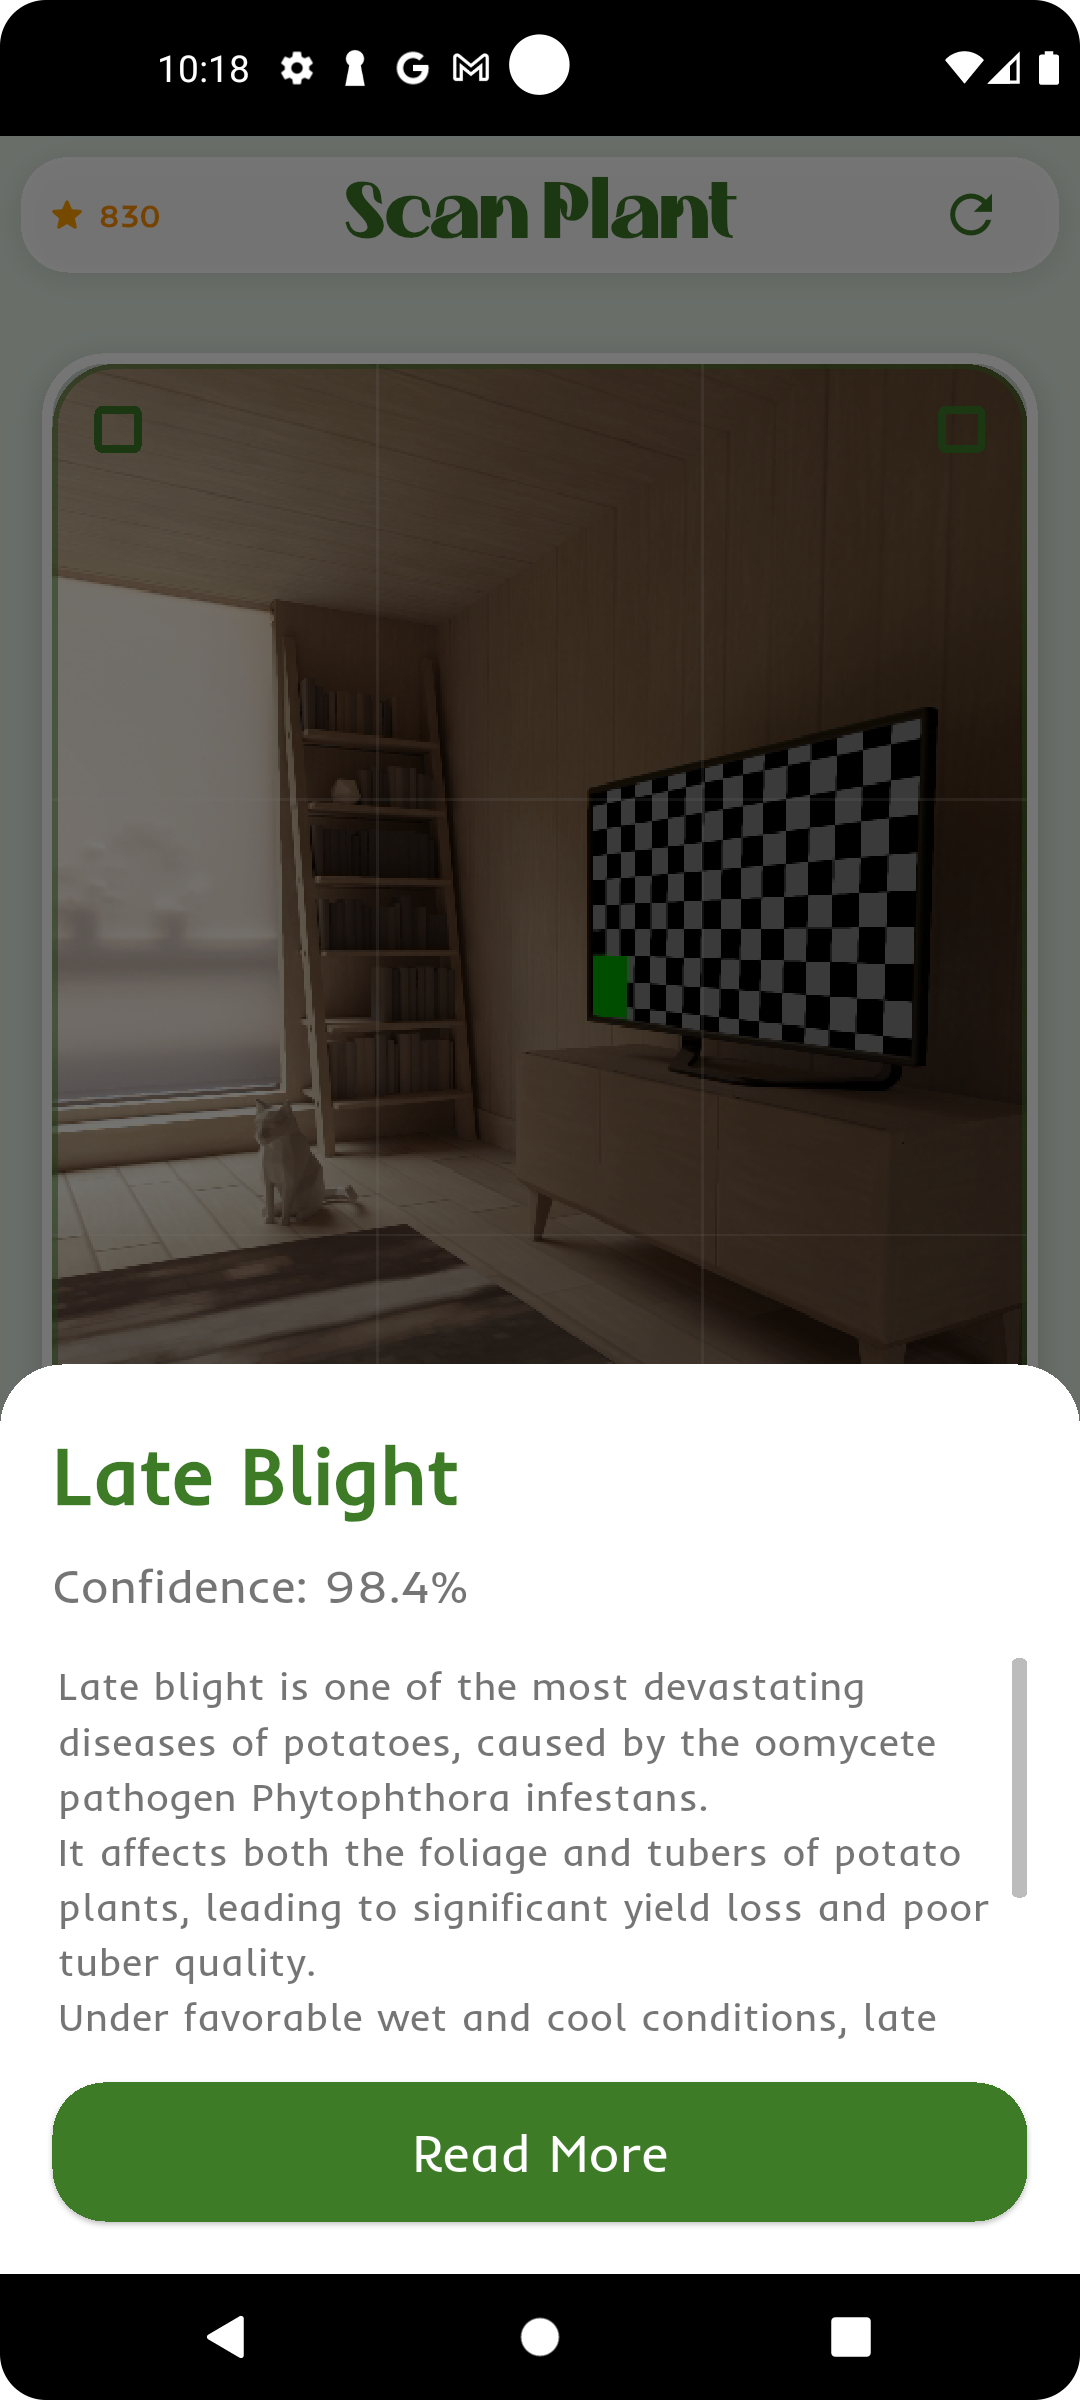 10:18
830
Scan Plant
Late Blight
Confidence: 98.4%
Late blight is one of the most devastating
diseases of potatoes, caused by the oomycete
pathogen Phytophthora infestans.
It affects both the foliage and tubers of potato
plants, leading to significant yield loss and poor
tuber quality.
Under favorable wet and cool conditions, late
Read More